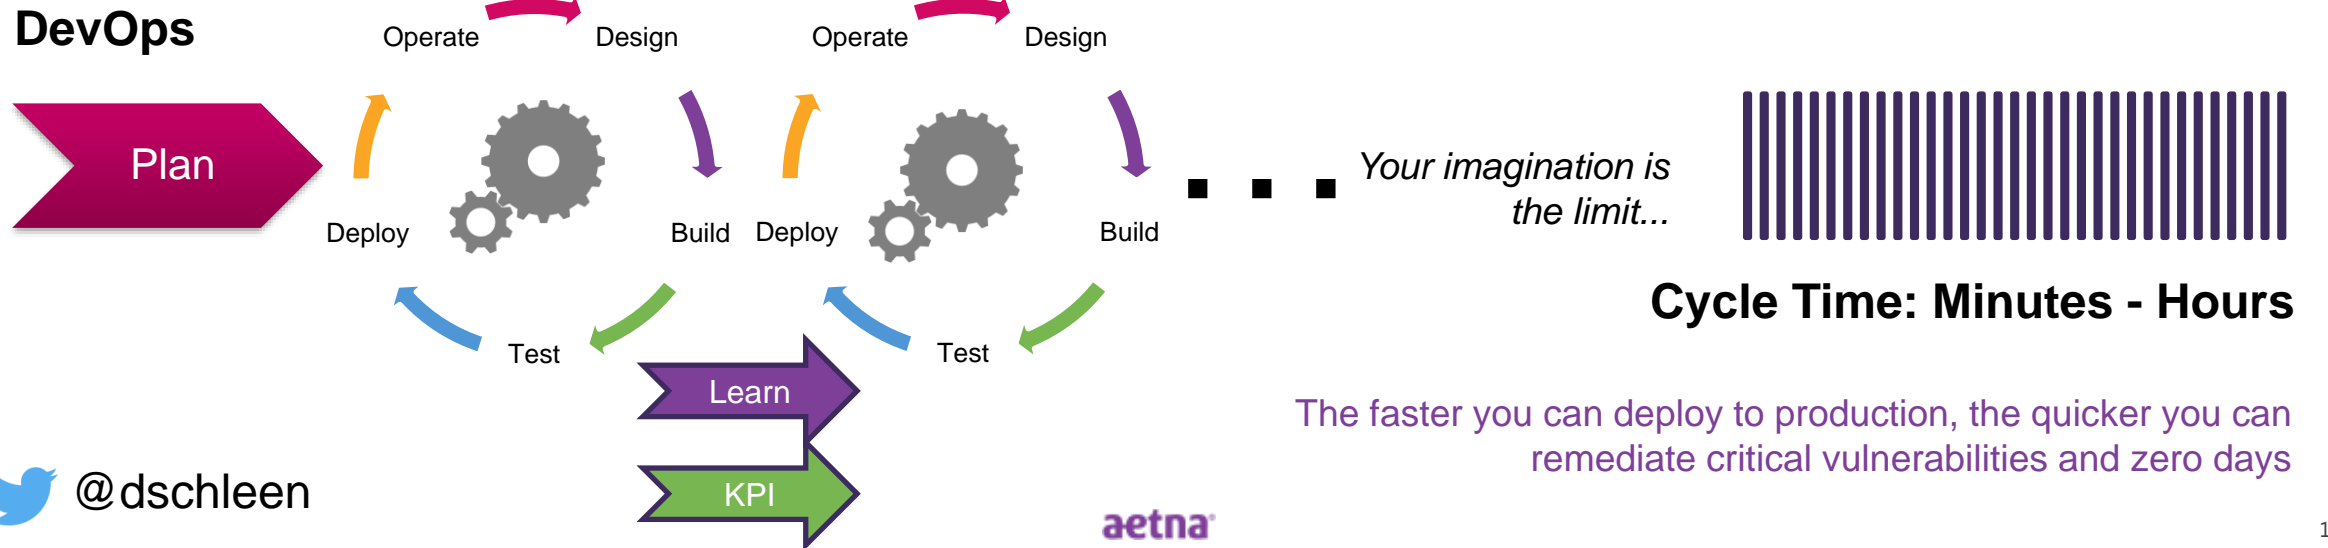 DevOps
Operate
Design
Operate
Design
Plan
Your imagination is
the limit...
Deploy
Build
Deploy
Build
Cycle Time: Minutes - Hours
Test
Test
Learn
The faster you can deploy to production, the quicker you can
remediate critical vulnerabilities and zero days
KPI
@dschleen
aetna®
1